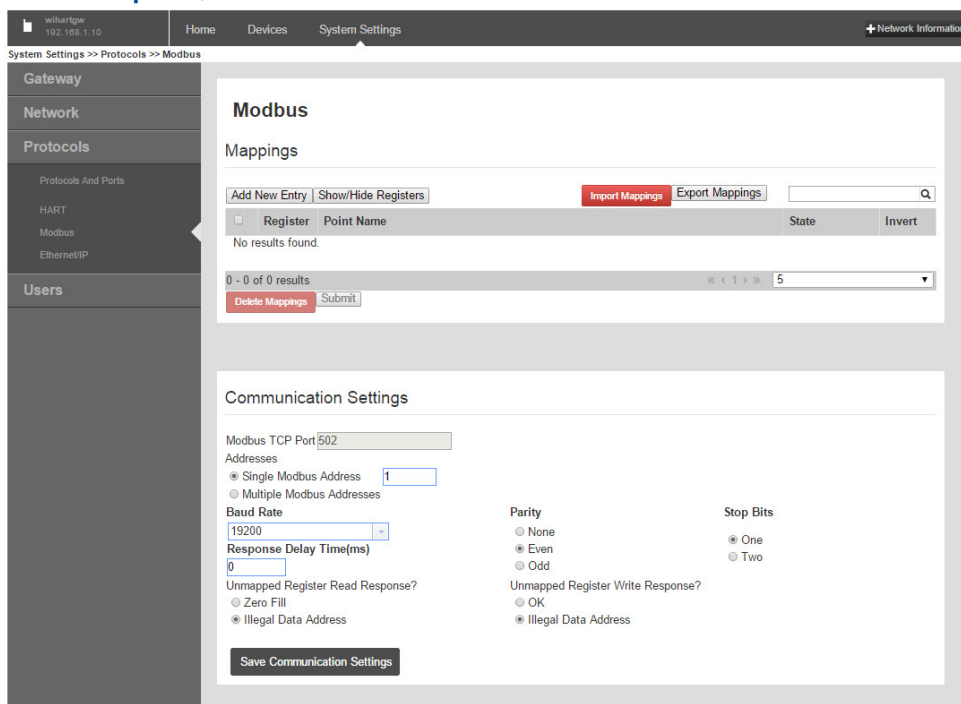 wihartgw
192.168.1.10
Home Devices System Settings
+Network Information
System Settings >> Protocols >> Modbus
Gateway
Network
Protocols
Protocols And Ports
HART
Modbus
Ethernet/IP
Users
Modbus
Mappings
Add New Entry Show/Hide Registers Import Mappings Export Mappings
Register Point Name State Invert
No results found.
0 - 0 of 0 results « ‹ 1 › » 5
Delete Mappings Submit
Communication Settings
Modbus TCP Port 502
Addresses
Single Modbus Address 1
Multiple Modbus Addresses
Baud Rate
19200
Response Delay Time(ms)
0
Parity
None
Even
Odd
Stop Bits
One
Two
Unmapped Register Read Response?
Zero Fill
Illegal Data Address
Unmapped Register Write Response?
OK
Illegal Data Address
Save Communication Settings